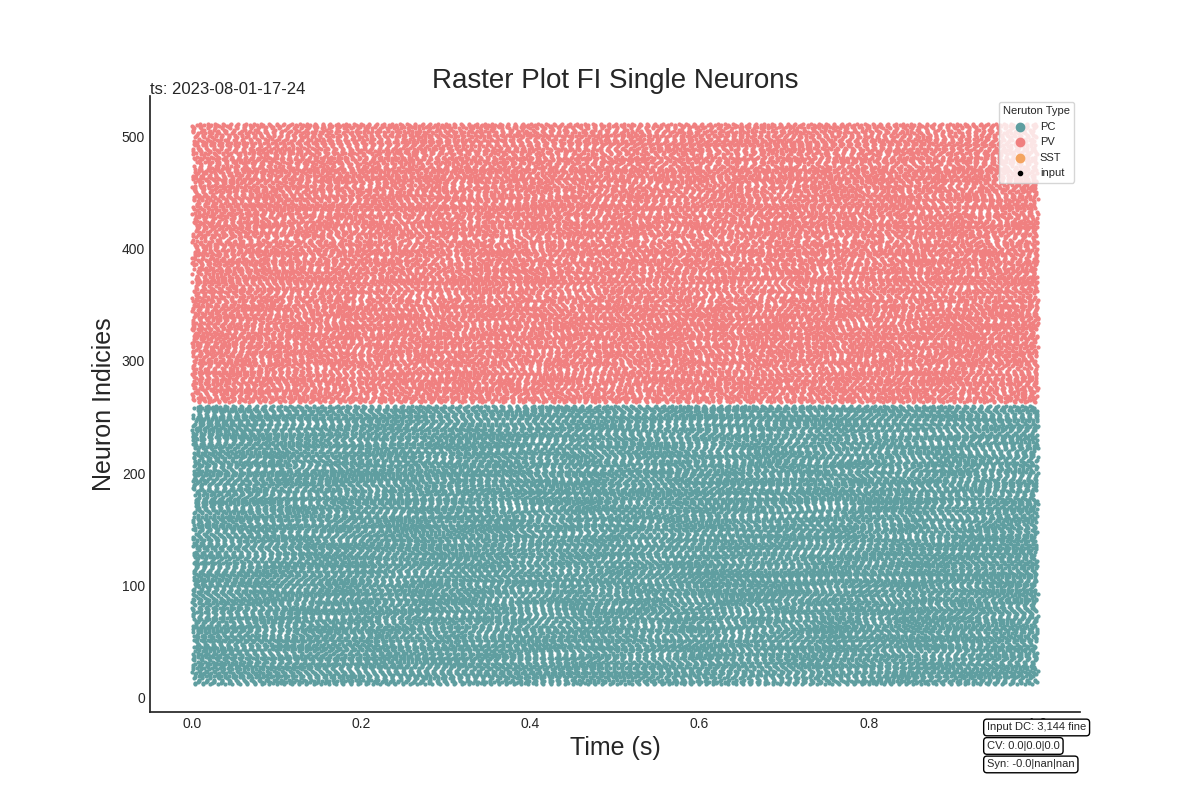 Raster Plot FI Single Neurons
ts: 2023-08-01-17-24
Neruton Type
PC
PV
SST
input
500
400
300
200
100
0
Neuron Indicies
0.0 0.2 0.4 0.6 0.8
Time (s)
Input DC: 3,144 fine
CV: 0.0|0.0|0.0
Syn: -0.0|nan|nan